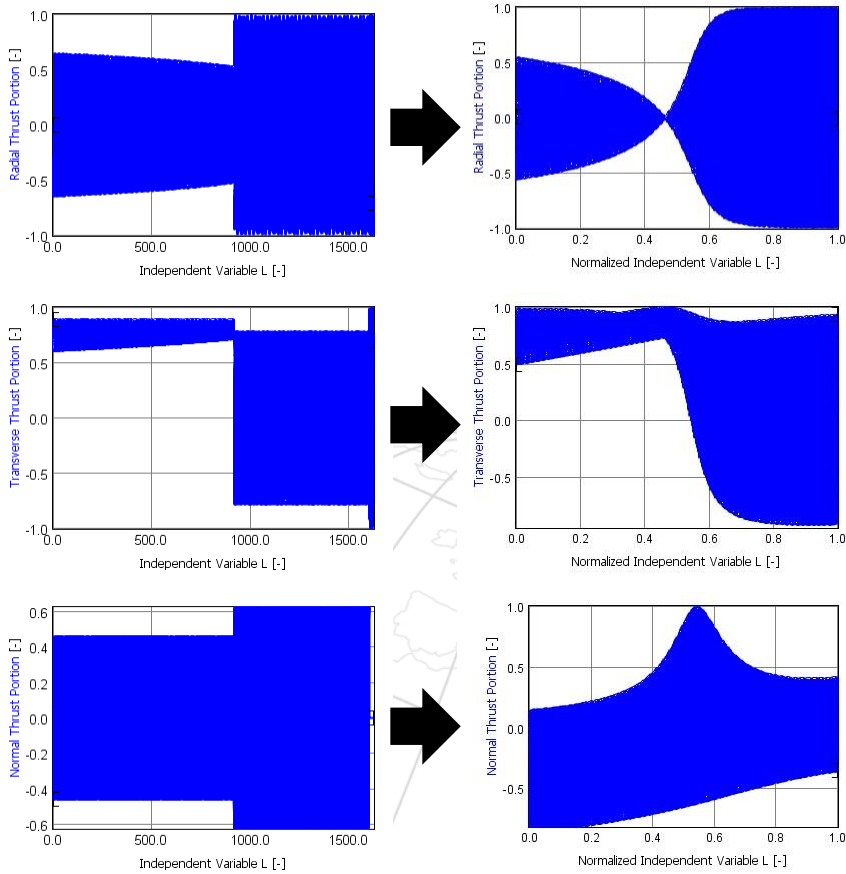 1.0
0.5
0.0
-0.5
-1.0
Radial Thrust Portion [-]
0.0 500.0 1000.0 1500.0
Independent Variable L [-]
1.0
0.5
0.0
-0.5
-1.0
Radial Thrust Portion [-]
0.0 0.2 0.4 0.6 0.8 1.0
Normalized Independent Variable L [-]
1.0
0.5
0.0
-0.5
-1.0
Transverse Thrust Portion [-]
0.0 500.0 1000.0 1500.0
Independent Variable L [-]
1.0
0.5
0.0
-0.5
Transverse Thrust Portion [-]
0.0 0.2 0.4 0.6 0.8 1.0
Normalized Independent Variable L [-]
0.6
0.4
0.2
0.0
-0.2
-0.4
-0.6
Normal Thrust Portion [-]
0.0 500.0 1000.0 1500.0
Independent Variable L [-]
1.0
0.5
0.0
-0.5
Normal Thrust Portion [-]
0.0 0.2 0.4 0.6 0.8 1.0
Normalized Independent Variable L [-]